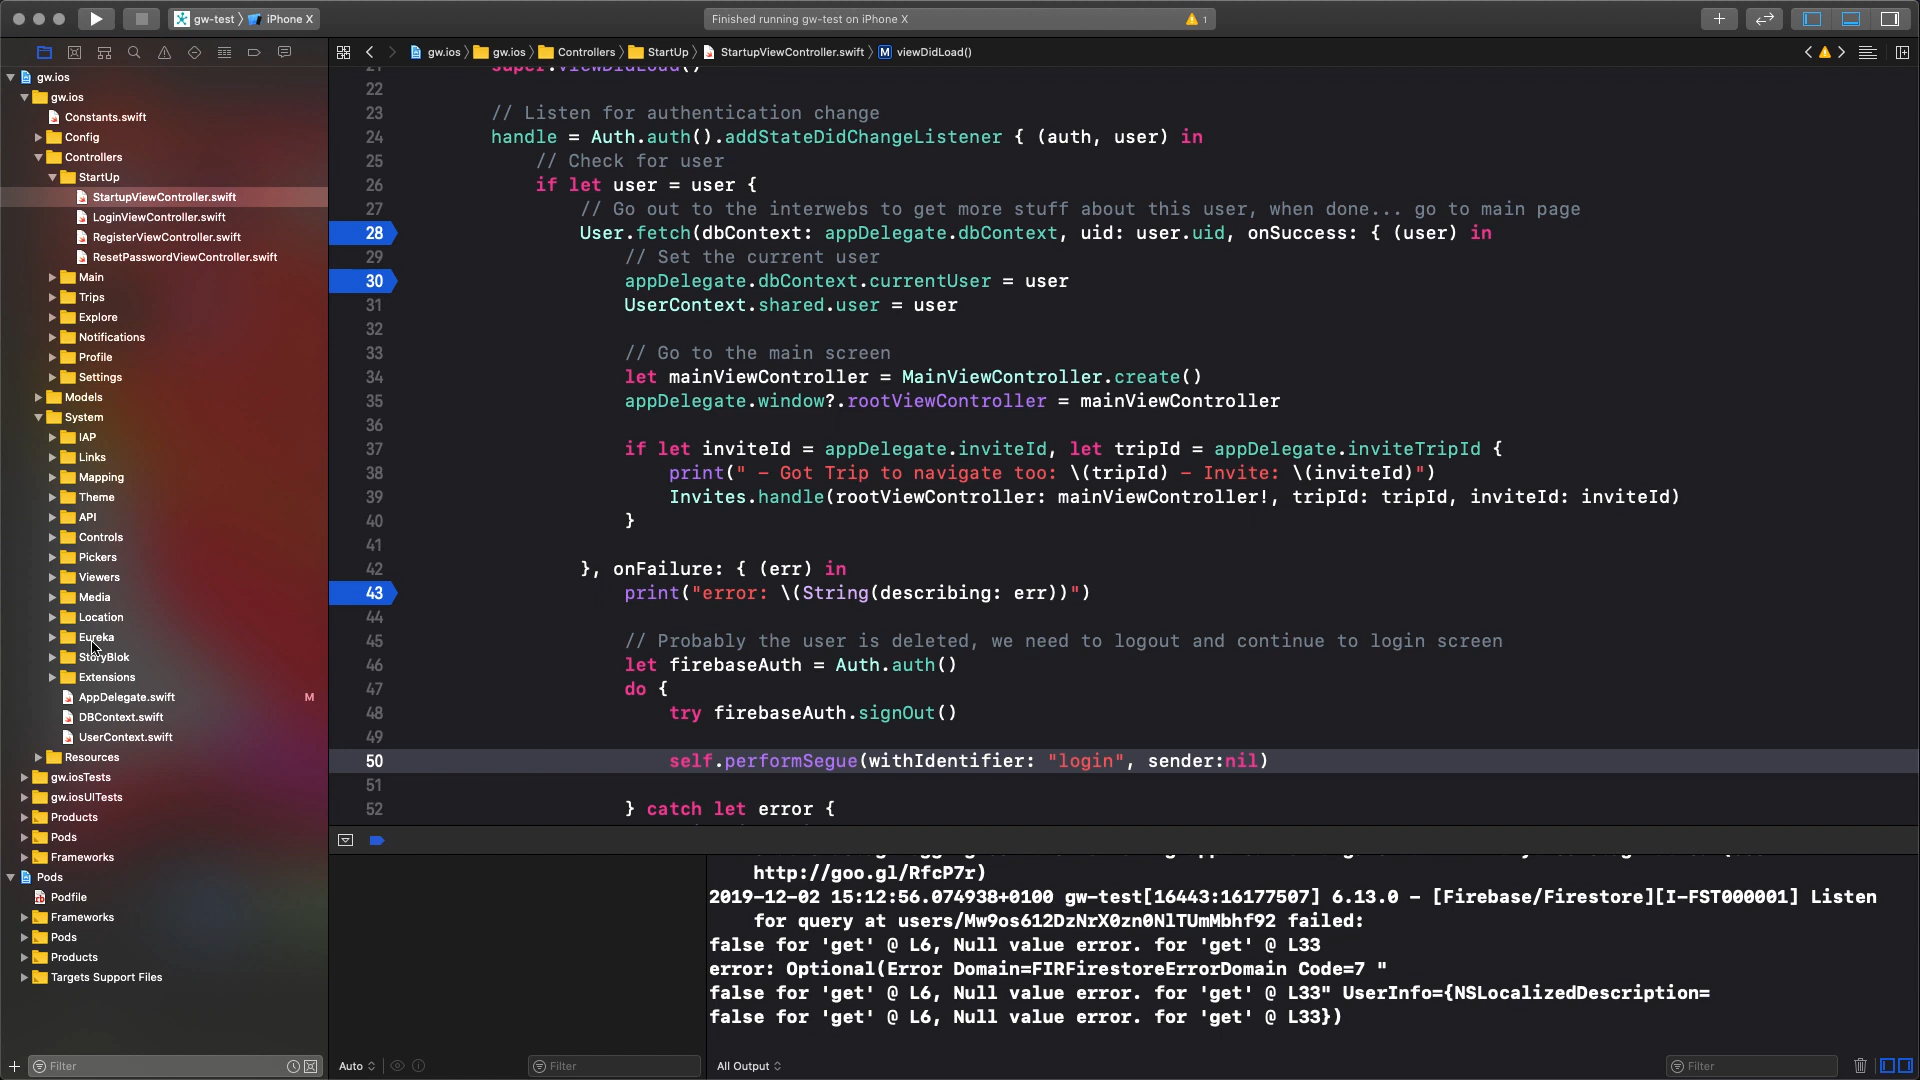 gw-test 〉 iPhone X
Finished running gw-test on iPhone X
1
gw.ios 〉 gw.ios 〉 Controllers 〉 StartUp 〉 StartupViewController.swift 〉 M viewDidLoad()
gw.ios
gw.ios
Constants.swift
Config
Controllers
StartUp
StartupViewController.swift
LoginViewController.swift
RegisterViewController.swift
ResetPasswordViewController.swift
Main
Trips
Explore
Notifications
Profile
Settings
Models
System
IAP
Links
Mapping
Theme
API
Controls
Pickers
Viewers
Media
Location
Eureka
StoryBlok
Extensions
AppDelegate.swift M
DBContext.swift
UserContext.swift
Resources
gw.iosTests
gw.iosUITests
Products
Pods
Frameworks
Pods
Podfile
Frameworks
Pods
Products
Targets Support Files
Filter
21 super.viewDidLoad()
22
23 // Listen for authentication change
24 handle = Auth.auth().addStateDidChangeListener { (auth, user) in
25 // Check for user
26 if let user = user {
27 // Go out to the interwebs to get more stuff about this user, when done... go to main page
28 User.fetch(dbContext: appDelegate.dbContext, uid: user.uid, onSuccess: { (user) in
29 // Set the current user
30 appDelegate.dbContext.currentUser = user
31 UserContext.shared.user = user
32
33 // Go to the main screen
34 let mainViewController = MainViewController.create()
35 appDelegate.window?.rootViewController = mainViewController
36
37 if let inviteId = appDelegate.inviteId, let tripId = appDelegate.inviteTripId {
38 print(" – Got Trip to navigate too: \(tripId) – Invite: \(inviteId)")
39 Invites.handle(rootViewController: mainViewController!, tripId: tripId, inviteId: inviteId)
40 }
41
42 }, onFailure: { (err) in
43 print("error: \(String(describing: err))")
44
45 // Probably the user is deleted, we need to logout and continue to login screen
46 let firebaseAuth = Auth.auth()
47 do {
48 try firebaseAuth.signOut()
49
50 self.performSegue(withIdentifier: "login", sender:nil)
51
52 } catch let error {
http://goo.gl/RfcP7r)
2019-12-02 15:12:56.074938+0100 gw-test[16443:16177507] 6.13.0 - [Firebase/Firestore][I-FST000001] Listen
for query at users/Mw9os612DzNrX0zn0NlTUmMbhf92 failed:
false for 'get' @ L6, Null value error. for 'get' @ L33
error: Optional(Error Domain=FIRFirestoreErrorDomain Code=7 "
false for 'get' @ L6, Null value error. for 'get' @ L33" UserInfo={NSLocalizedDescription=
false for 'get' @ L6, Null value error. for 'get' @ L33})
Auto
Filter
All Output
Filter